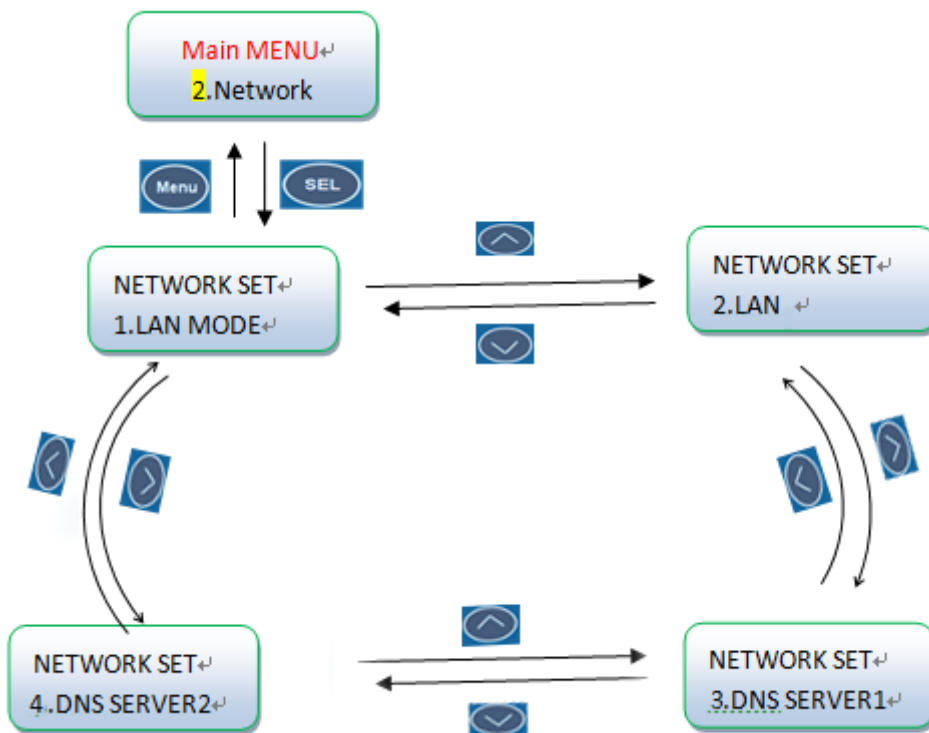 Main MENU↵
2.Network
Menu
SEL
NETWORK SET↵
1.LAN MODE↵
NETWORK SET↵
2.LAN ↵
NETWORK SET↵
4.DNS SERVER2↵
NETWORK SET↵
3.DNS SERVER1↵